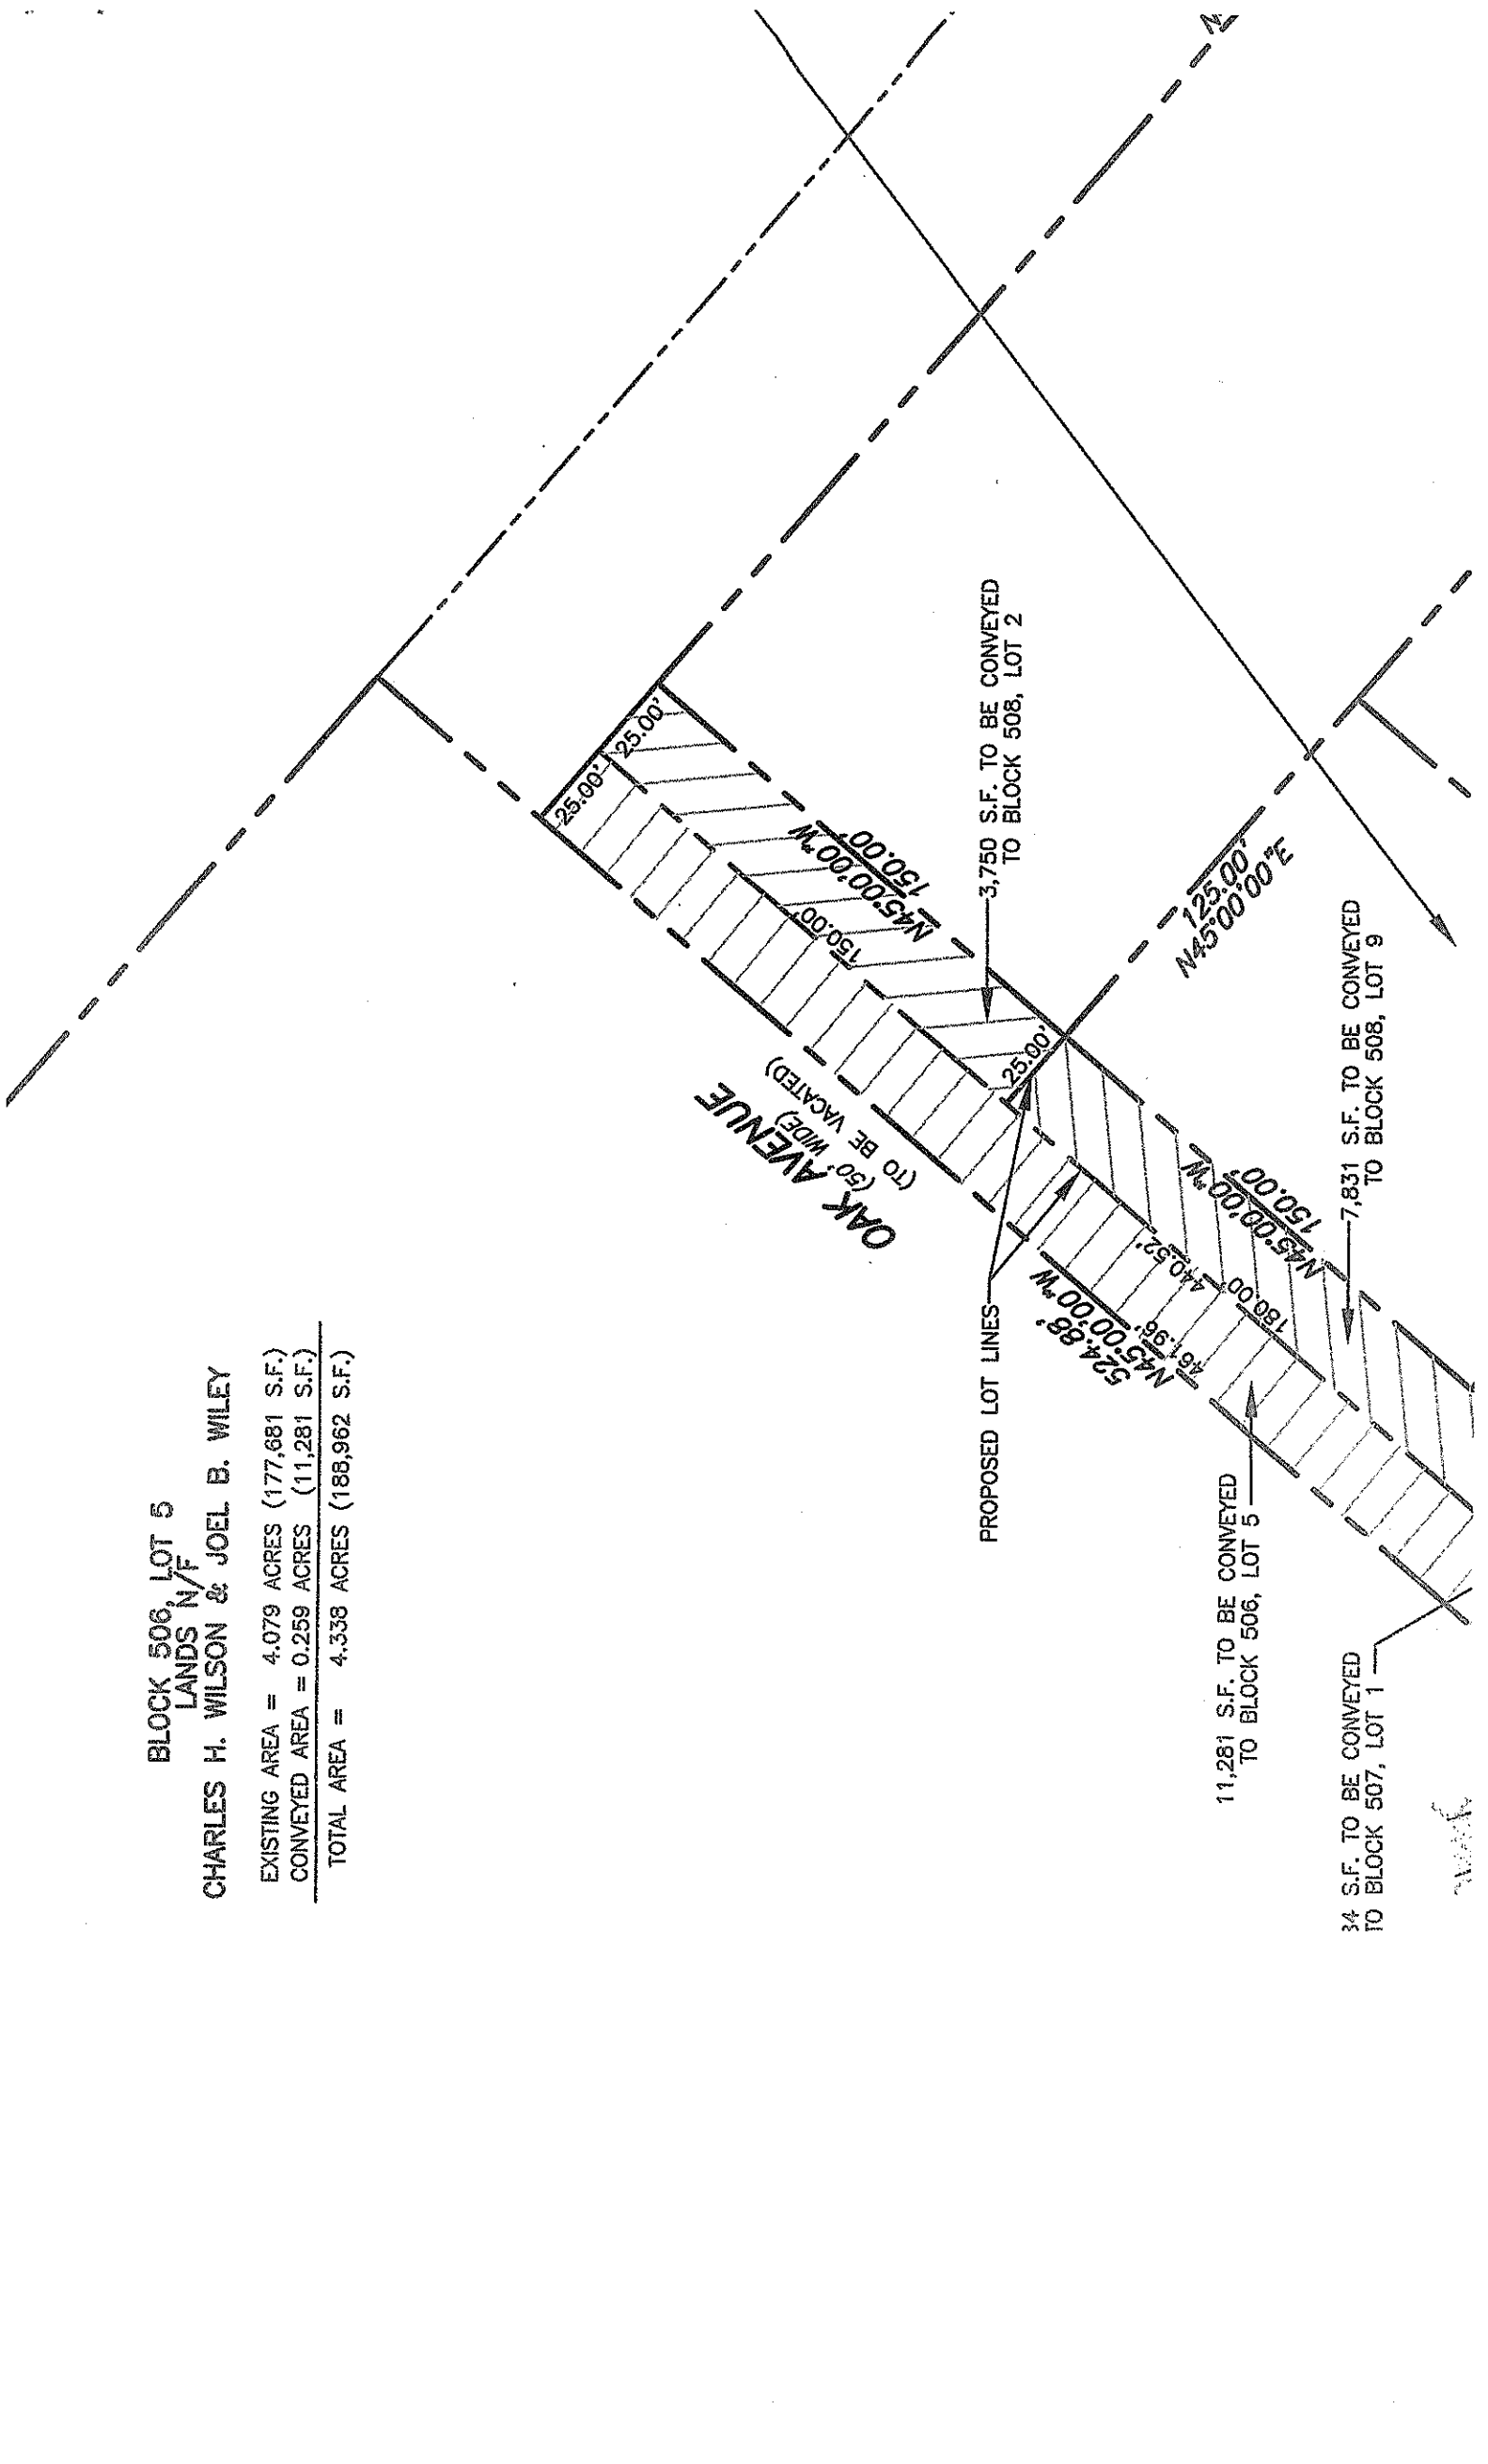 BLOCK 506, LOT 5
LANDS N/F
CHARLES H. WILSON & JOEL B. WILEY
EXISTING AREA = 4.079 ACRES (177,681 S.F.)
CONVEYED AREA = 0.259 ACRES (11,281 S.F.)
TOTAL AREA = 4.338 ACRES (188,962 S.F.)
25.00'
25.00'
150.00'
N45°00'00"W
150.00'
OAK AVENUE
(50' WIDE)
(TO BE VACATED)
25.00'
3,750 S.F. TO BE CONVEYED
TO BLOCK 508, LOT 2
PROPOSED LOT LINES
125.00'
N45°00'00"E
524.88'
N45°00'00"W
461.96'
440.52'
180.00
N45°00'00"W
150.00'
11,281 S.F. TO BE CONVEYED
TO BLOCK 506, LOT 5
7,831 S.F. TO BE CONVEYED
TO BLOCK 508, LOT 9
34 S.F. TO BE CONVEYED
TO BLOCK 507, LOT 1